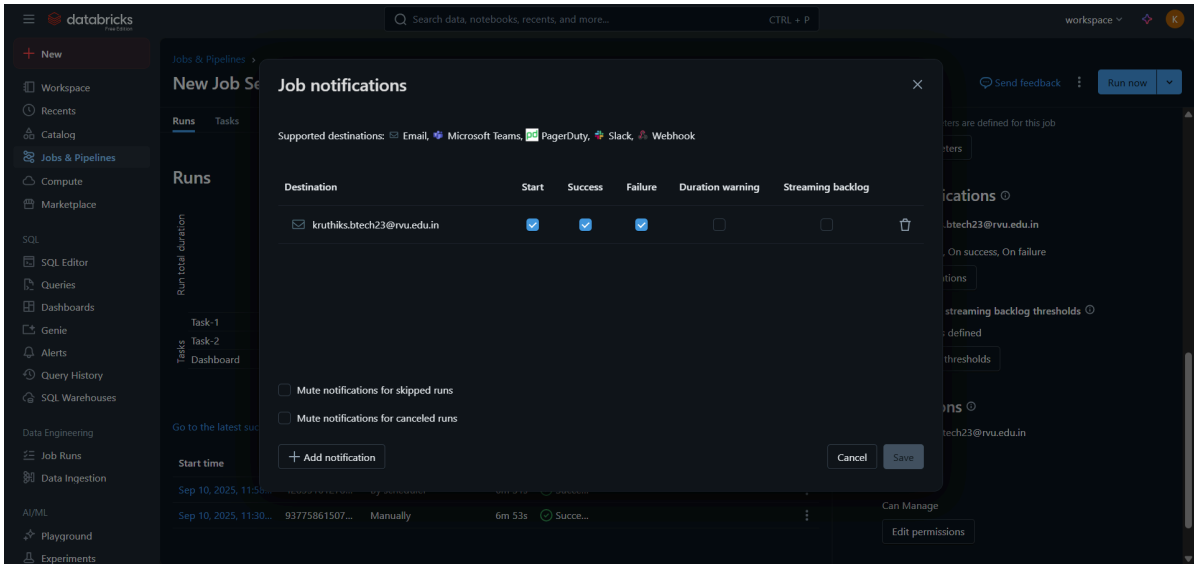 databricks
Free Edition
Search data, notebooks, recents, and more...
CTRL + P
workspace
K
New
Workspace
Recents
Catalog
Jobs & Pipelines
Compute
Marketplace
SQL
SQL Editor
Queries
Dashboards
Genie
Alerts
Query History
SQL Warehouses
Data Engineering
Job Runs
Data Ingestion
AI/ML
Playground
Experiments
Jobs & Pipelines
New Job Se
Send feedback
Run now
Runs Tasks
Runs
Run total duration
Tasks
Task-1
Task-2
Dashboard
Go to the latest suc
Start time
Sep 10, 2025, 11:58...
Sep 10, 2025, 11:30... 93775861507... Manually 6m 53s Succe...
Job notifications
Supported destinations: Email, Microsoft Teams, pd PagerDuty, Slack, Webhook
Destination Start Success Failure Duration warning Streaming backlog
kruthiks.btech23@rvu.edu.in
Mute notifications for skipped runs
Mute notifications for canceled runs
Add notification
Cancel
Save
ters are defined for this job
eters
ications
.btech23@rvu.edu.in
, On success, On failure
ations
streaming backlog thresholds
defined
thresholds
ons
tech23@rvu.edu.in
Can Manage
Edit permissions